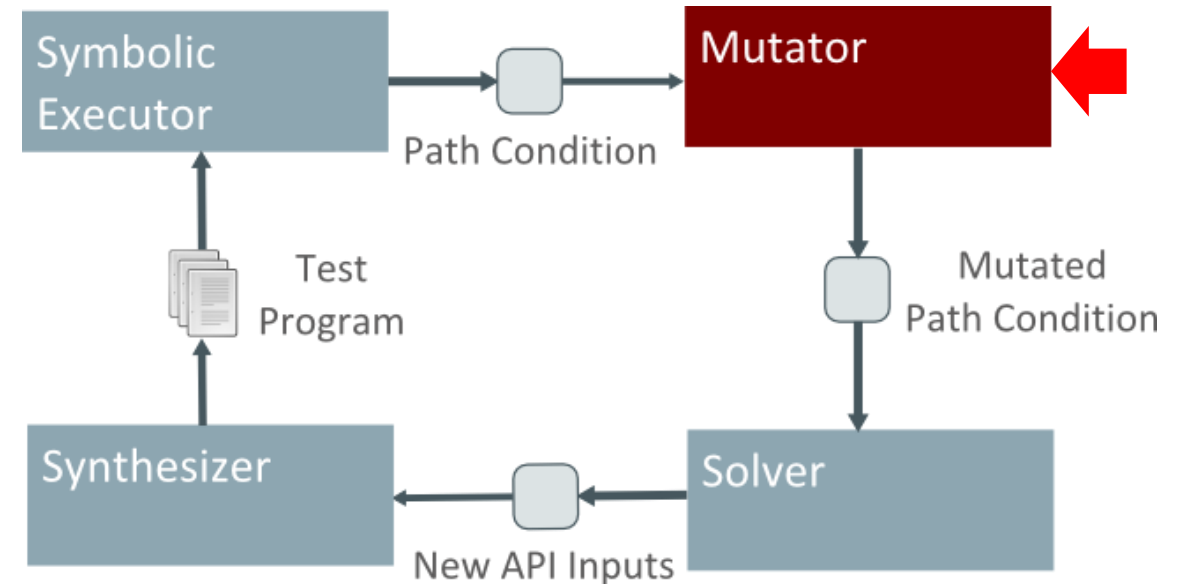 Symbolic
Executor
Path Condition
Mutator
Test
Program
Mutated
Path Condition
Synthesizer
New API Inputs
Solver